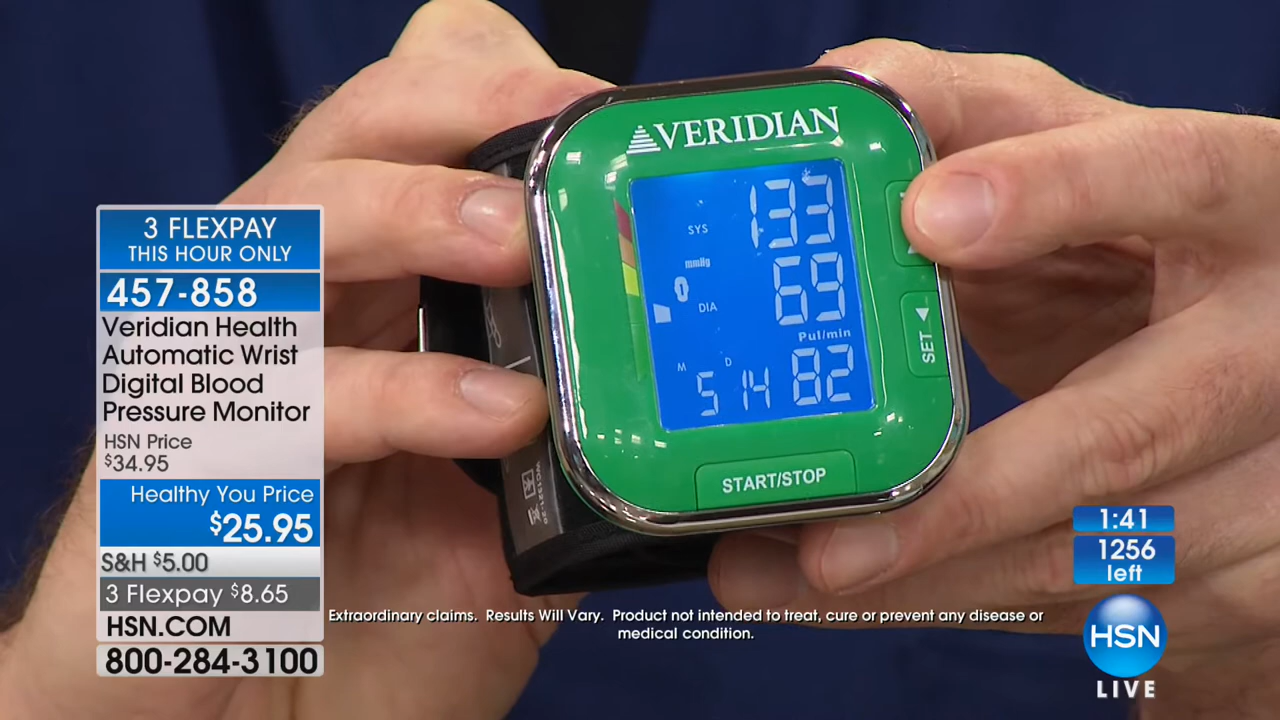 3 FLEXPAY
THIS HOUR ONLY
457-858
Veridian Health
Automatic Wrist
Digital Blood
Pressure Monitor
HSN Price
$34.95
Healthy You Price
$25.95
S&H $5.00
3 Flexpay $8.65
HSN.COM
800-284-3100
VERIDIAN
SYS 133
mmHg
DIA 69
Pul/min
M D
5 14 82
SET
START/STOP
WC1321-20
Extraordinary claims. Results Will Vary. Product not intended to treat, cure or prevent any disease or
medical condition.
1:41
1256
left
HSN
LIVE